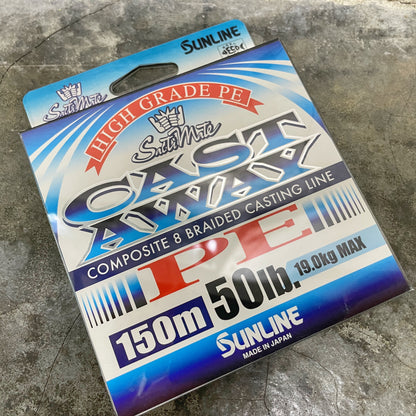 SUNLINE
SaltiMate
HIGH GRADE PE
SaltiMate
CAST
AWAY
COMPOSITE 8 BRAIDED CASTING LINE
PE
150m 50lb. 19.0kg MAX
SUNLINE
MADE IN JAPAN